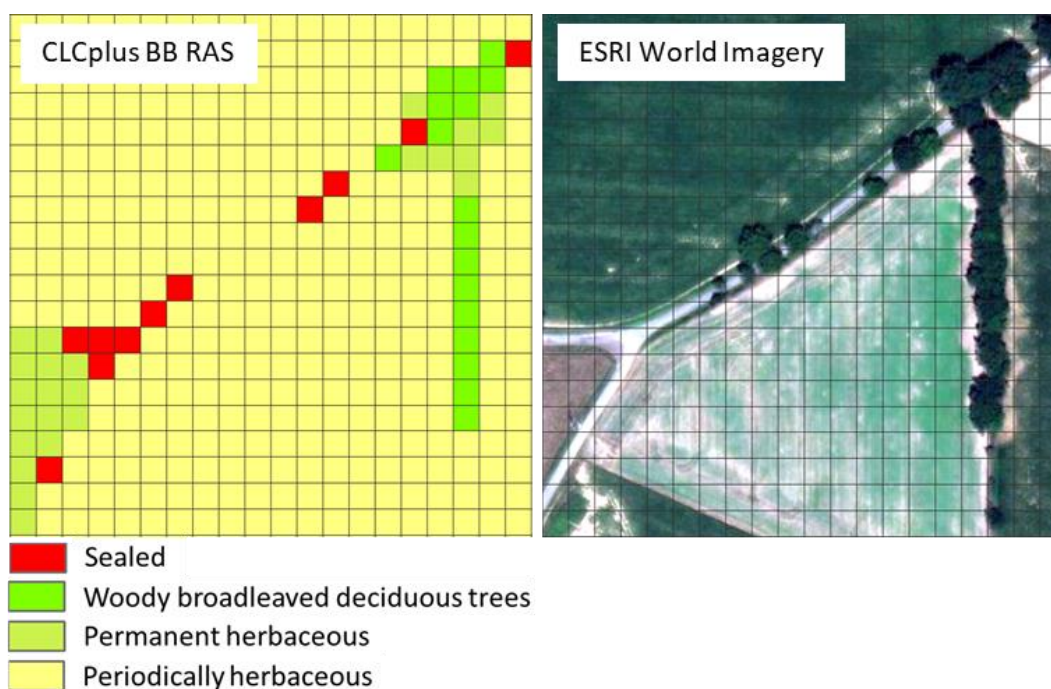 CLCplus BB RAS
ESRI World Imagery
Sealed
Woody broadleaved deciduous trees
Permanent herbaceous
Periodically herbaceous